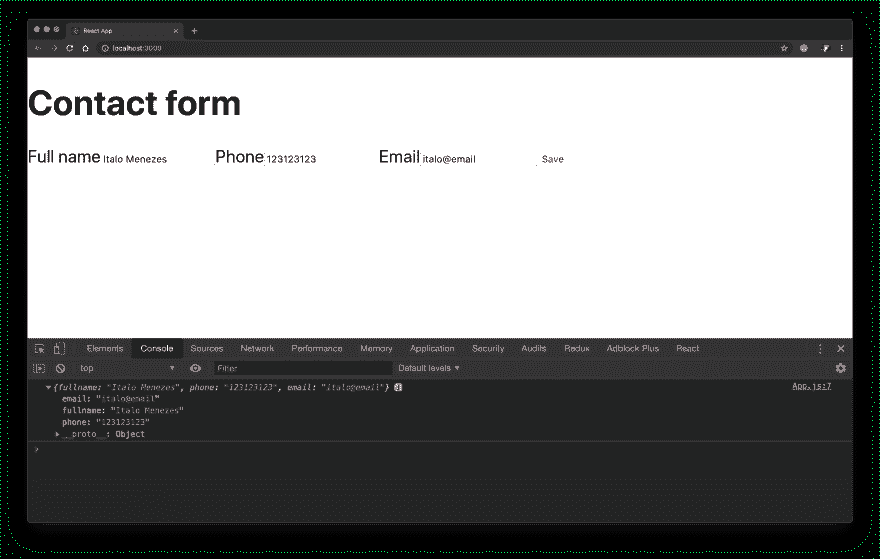 React App
localhost:3000
Contact form
Full name Italo Menezes Phone 123123123 Email italo@email Save
Elements Console Sources Network Performance Memory Application Security Audits Redux Adblock Plus React
top Filter Default levels
{fullname: "Italo Menezes", phone: "123123123", email: "italo@email"} App.js:7
email: "italo@email"
fullname: "Italo Menezes"
phone: "123123123"
__proto__: Object